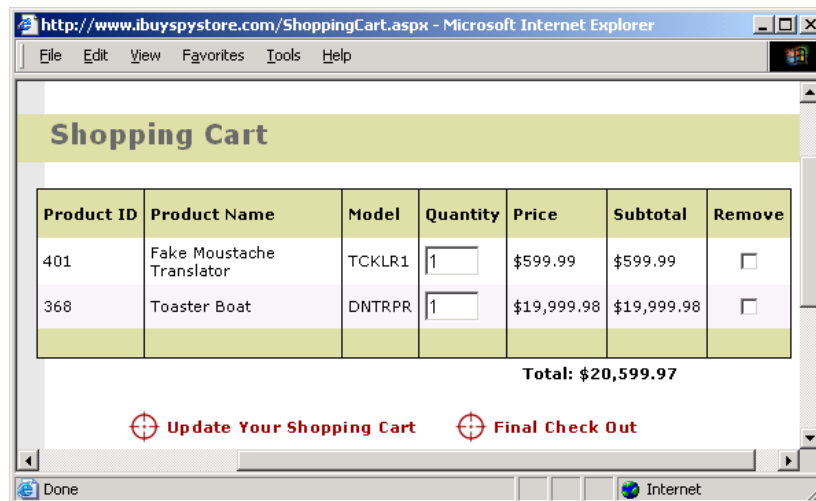 http://www.ibuyspystore.com/ShoppingCart.aspx - Microsoft Internet Explorer
File Edit View Favorites Tools Help
Shopping Cart
Product ID Product Name Model Quantity Price Subtotal Remove
401 Fake Moustache Translator TCKLR1 1 $599.99 $599.99
368 Toaster Boat DNTRPR 1 $19,999.98 $19,999.98
Total: $20,599.97
Update Your Shopping Cart Final Check Out
Done Internet